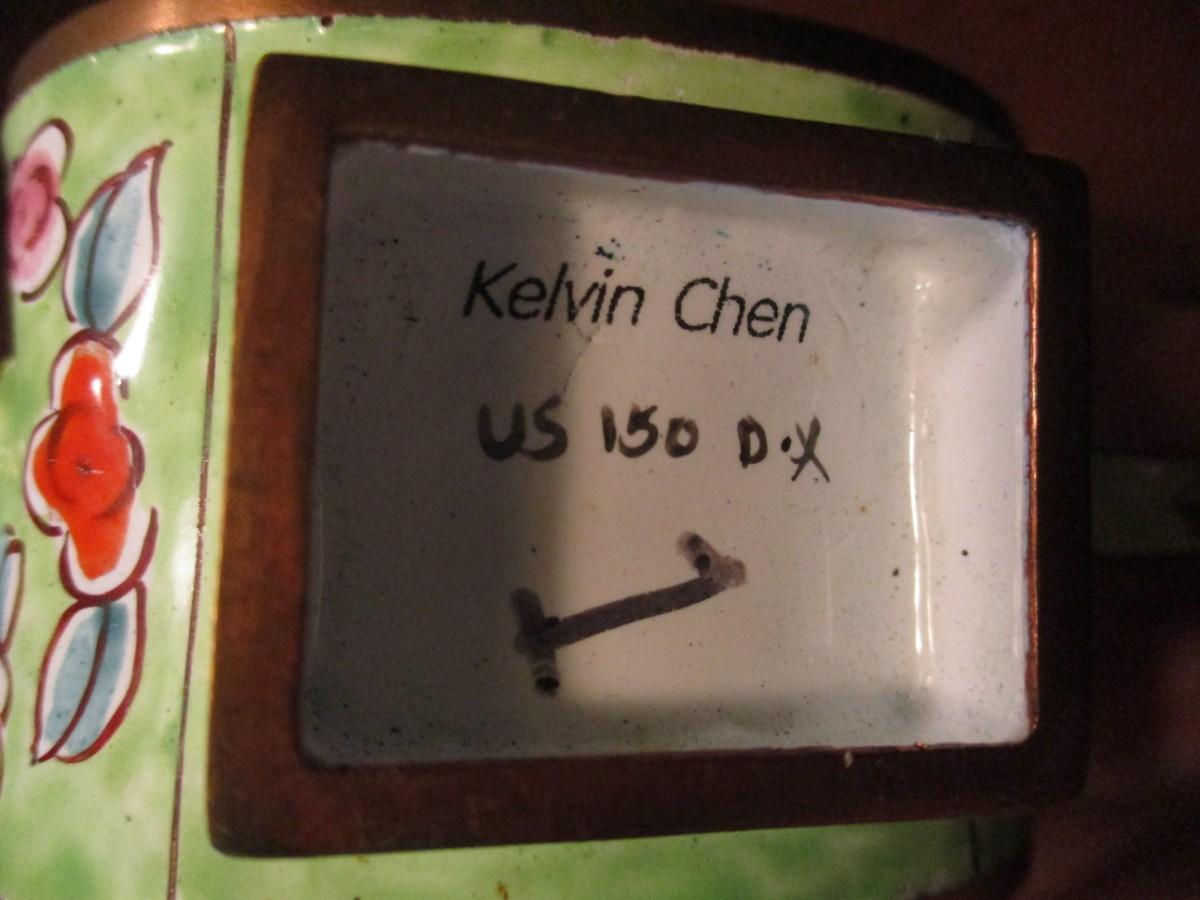 Kelvin Chen
US 150 D.X